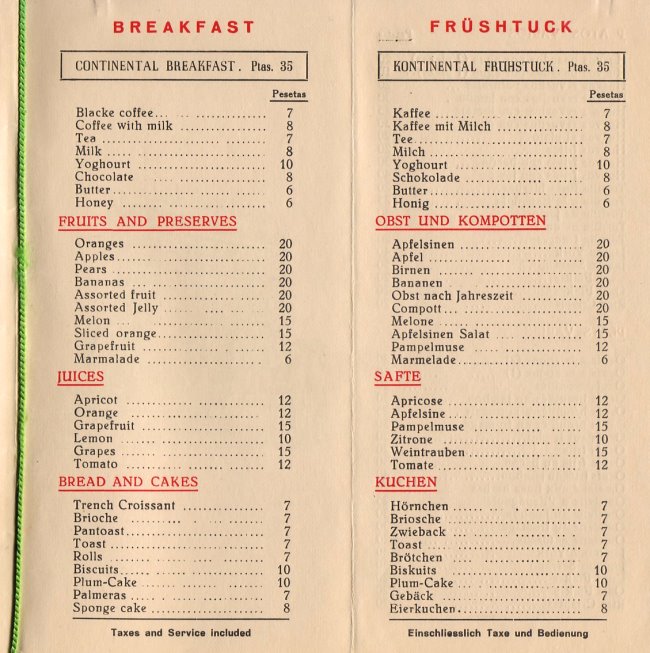 BREAKFAST
CONTINENTAL BREAKFAST. Ptas. 35
Pesetas
Blacke coffee 7
Coffee with milk 8
Tea 7
Milk 8
Yoghourt 10
Chocolate 8
Butter 6
Honey 6
FRUITS AND PRESERVES
Oranges 20
Apples 20
Pears 20
Bananas 20
Assorted fruit 20
Assorted Jelly 20
Melon 15
Sliced orange 15
Grapefruit 12
Marmalade 6
JUICES
Apricot 12
Orange 12
Grapefruit 15
Lemon 10
Grapes 15
Tomato 12
BREAD AND CAKES
Trench Croissant 7
Brioche 7
Pantoast 7
Toast 7
Rolls 7
Biscuits 10
Plum-Cake 10
Palmeras 7
Sponge cake 8
Taxes and Service included
FRÜSHTUCK
KONTINENTAL FRUHSTUCK. Ptas. 35
Pesetas
Kaffee 7
Kaffee mit Milch 8
Tee 7
Milch 8
Yoghourt 10
Schokolade 8
Butter 6
Honig 6
OBST UND KOMPOTTEN
Apfelsinen 20
Apfel 20
Birnen 20
Bananen 20
Obst nach Jahreszeit 20
Compott 20
Melone 15
Apfelsinen Salat 15
Pampelmuse 12
Marmelade 6
SAFTE
Apricose 12
Apfelsine 12
Pampelmuse 15
Zitrone 10
Weintrauben 15
Tomate 12
KUCHEN
Hörnchen 7
Briosche 7
Zwieback 7
Toast 7
Brötchen 7
Biskuits 10
Plum-Cake 10
Gebäck 7
Eierkuchen 8
Einschliesslich Taxe und Bedienung